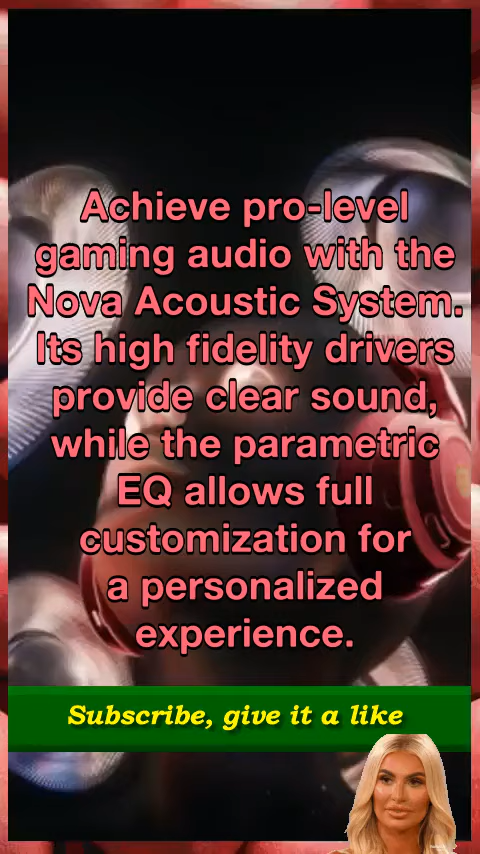 Achieve pro-level
gaming audio with the
Nova Acoustic System.
Its high fidelity drivers
provide clear sound,
while the parametric
EQ allows full
customization for
a personalized
experience.
Subscribe, give it a like